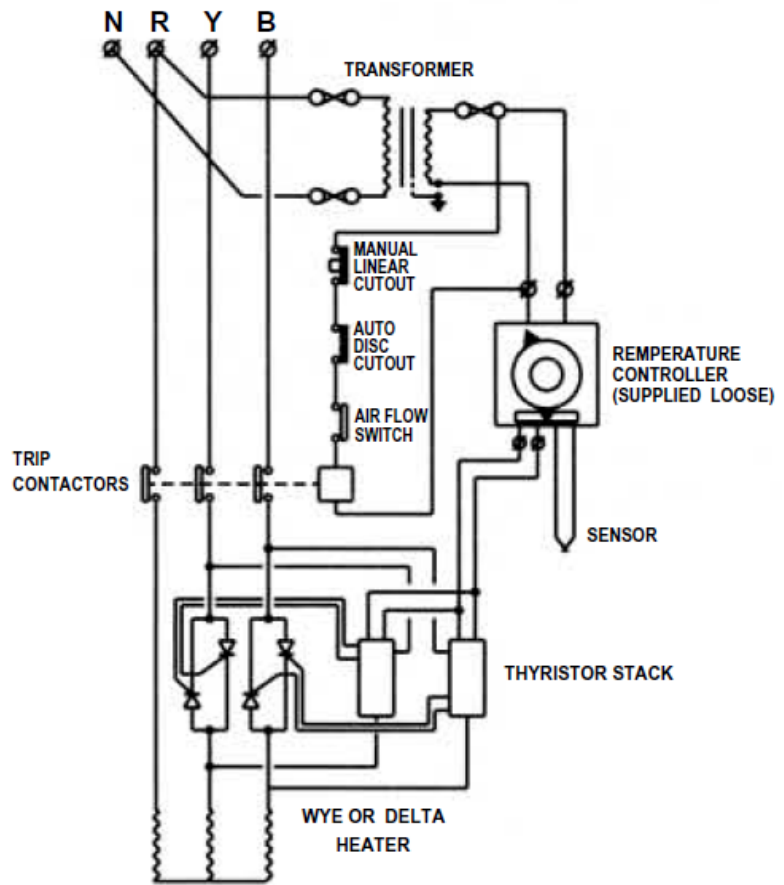 N R Y B
TRANSFORMER
MANUAL
LINEAR
CUTOUT
AUTO
DISC
CUTOUT
REMPERATURE
CONTROLLER
(SUPPLIED LOOSE)
AIR FLOW
SWITCH
TRIP
CONTACTORS
SENSOR
THYRISTOR STACK
WYE OR DELTA
HEATER